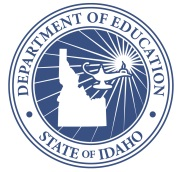 DEPARTMENT OF EDUCATION
STATE OF IDAHO